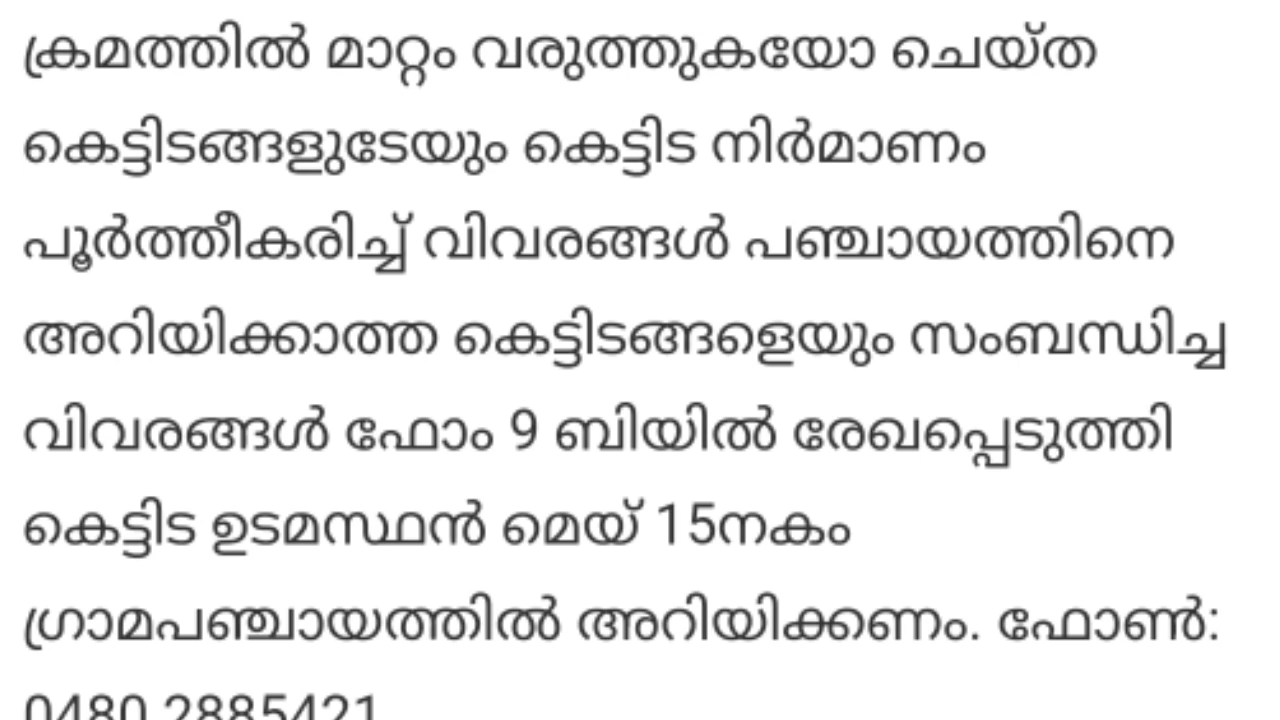 ക്രമത്തിൽ മാറ്റം വരുത്തുകയോ ചെയ്ത
കെട്ടിടങ്ങളുടേയും കെട്ടിട നിർമാണം
പൂർത്തീകരിച്ച് വിവരങ്ങൾ പഞ്ചായത്തിനെ
അറിയിക്കാത്ത കെട്ടിടങ്ങളെയും സംബന്ധിച്ച
വിവരങ്ങൾ ഫോം 9 ബിയിൽ രേഖപ്പെടുത്തി
കെട്ടിട ഉടമസ്ഥൻ മെയ് 15നകം
ഗ്രാമപഞ്ചായത്തിൽ അറിയിക്കണം. ഫോൺ:
0480 2885421